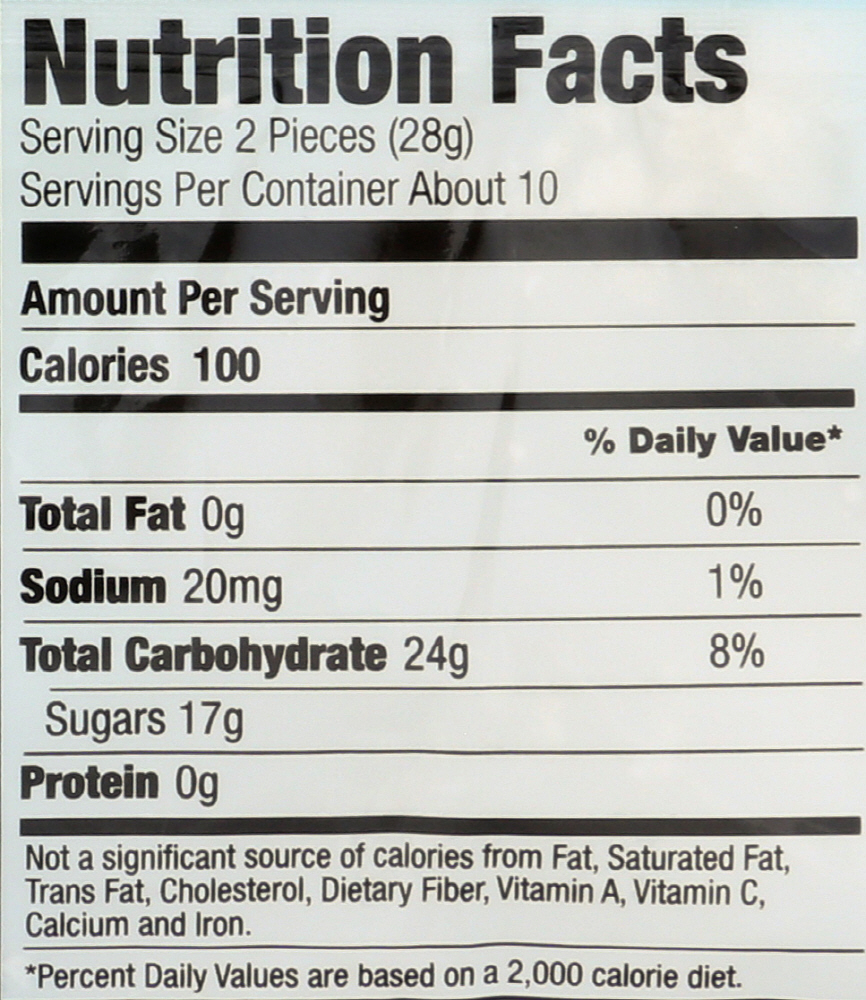 Nutrition Facts
Serving Size 2 Pieces (28g)
Servings Per Container About 10
Amount Per Serving
Calories 100
% Daily Value*
Total Fat 0g 0%
Sodium 20mg 1%
Total Carbohydrate 24g 8%
Sugars 17g
Protein 0g
Not a significant source of calories from Fat, Saturated Fat,
Trans Fat, Cholesterol, Dietary Fiber, Vitamin A, Vitamin C,
Calcium and Iron.
*Percent Daily Values are based on a 2,000 calorie diet.